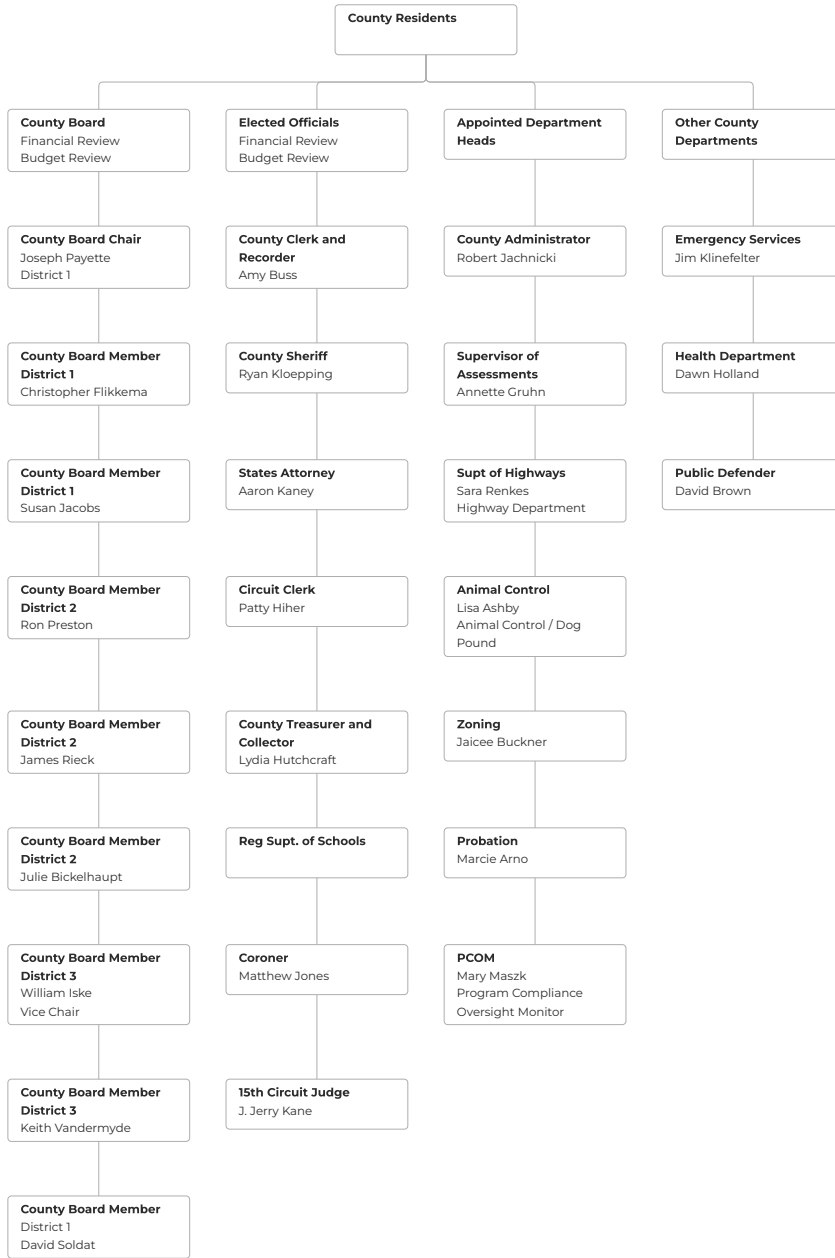 County Residents
County Board
Financial Review
Budget Review
Elected Officials
Financial Review
Budget Review
Appointed Department
Heads
Other County
Departments
County Board Chair
Joseph Payette
District 1
County Clerk and
Recorder
Amy Buss
County Administrator
Robert Jachnicki
Emergency Services
Jim Klinefelter
County Board Member
District 1
Christopher Flikkema
County Sheriff
Ryan Kloepping
Supervisor of
Assessments
Annette Gruhn
Health Department
Dawn Holland
County Board Member
District 1
Susan Jacobs
States Attorney
Aaron Kaney
Supt of Highways
Sara Renkes
Highway Department
Public Defender
David Brown
County Board Member
District 2
Ron Preston
Circuit Clerk
Patty Hiher
Animal Control
Lisa Ashby
Animal Control / Dog
Pound
County Board Member
District 2
James Rieck
County Treasurer and
Collector
Lydia Hutchcraft
Zoning
Jaicee Buckner
County Board Member
District 2
Julie Bickelhaupt
Reg Supt. of Schools
Probation
Marcie Arno
County Board Member
District 3
William Iske
Vice Chair
Coroner
Matthew Jones
PCOM
Mary Maszk
Program Compliance
Oversight Monitor
County Board Member
District 3
Keith Vandermyde
15th Circuit Judge
J. Jerry Kane
County Board Member
District 1
David Soldat